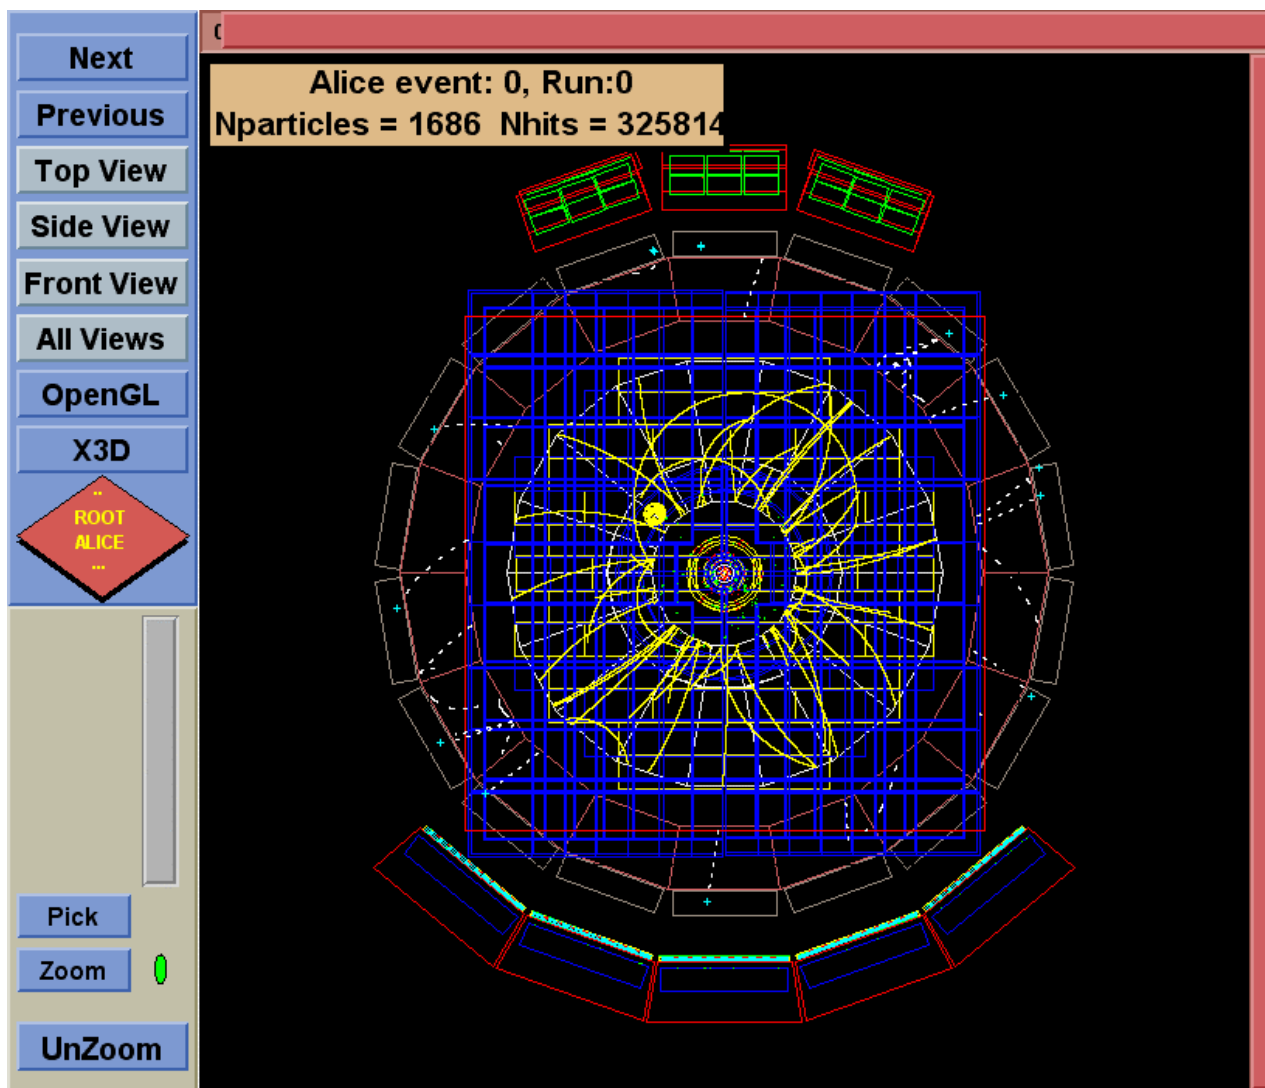 Next
Previous
Top View
Side View
Front View
All Views
OpenGL
X3D
..
ROOT
ALICE
...
Pick
Zoom
UnZoom
Alice event: 0, Run:0
Nparticles = 1686 Nhits = 325814